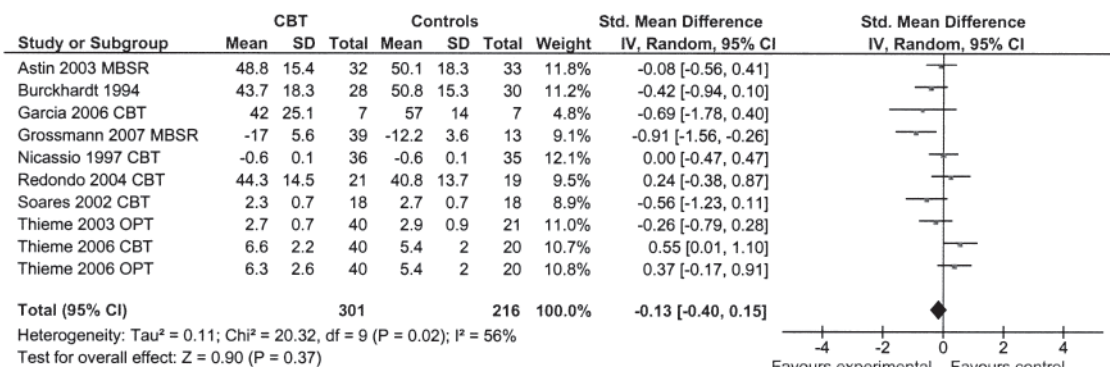 CBT Controls Std. Mean Difference Std. Mean Difference
Study or Subgroup Mean SD Total Mean SD Total Weight IV, Random, 95% CI IV, Random, 95% CI
Astin 2003 MBSR 48.8 15.4 32 50.1 18.3 33 11.8% -0.08 [-0.56, 0.41]
Burckhardt 1994 43.7 18.3 28 50.8 15.3 30 11.2% -0.42 [-0.94, 0.10]
Garcia 2006 CBT 42 25.1 7 57 14 7 4.8% -0.69 [-1.78, 0.40]
Grossmann 2007 MBSR -17 5.6 39 -12.2 3.6 13 9.1% -0.91 [-1.56, -0.26]
Nicassio 1997 CBT -0.6 0.1 36 -0.6 0.1 35 12.1% 0.00 [-0.47, 0.47]
Redondo 2004 CBT 44.3 14.5 21 40.8 13.7 19 9.5% 0.24 [-0.38, 0.87]
Soares 2002 CBT 2.3 0.7 18 2.7 0.7 18 8.9% -0.56 [-1.23, 0.11]
Thieme 2003 OPT 2.7 0.7 40 2.9 0.9 21 11.0% -0.26 [-0.79, 0.28]
Thieme 2006 CBT 6.6 2.2 40 5.4 2 20 10.7% 0.55 [0.01, 1.10]
Thieme 2006 OPT 6.3 2.6 40 5.4 2 20 10.8% 0.37 [-0.17, 0.91]
Total (95% CI) 301 216 100.0% -0.13 [-0.40, 0.15]
Heterogeneity: Tau² = 0.11; Chi² = 20.32, df = 9 (P = 0.02); I² = 56%
Test for overall effect: Z = 0.90 (P = 0.37)
-4 -2 0 2 4
Favours experimental Favours control